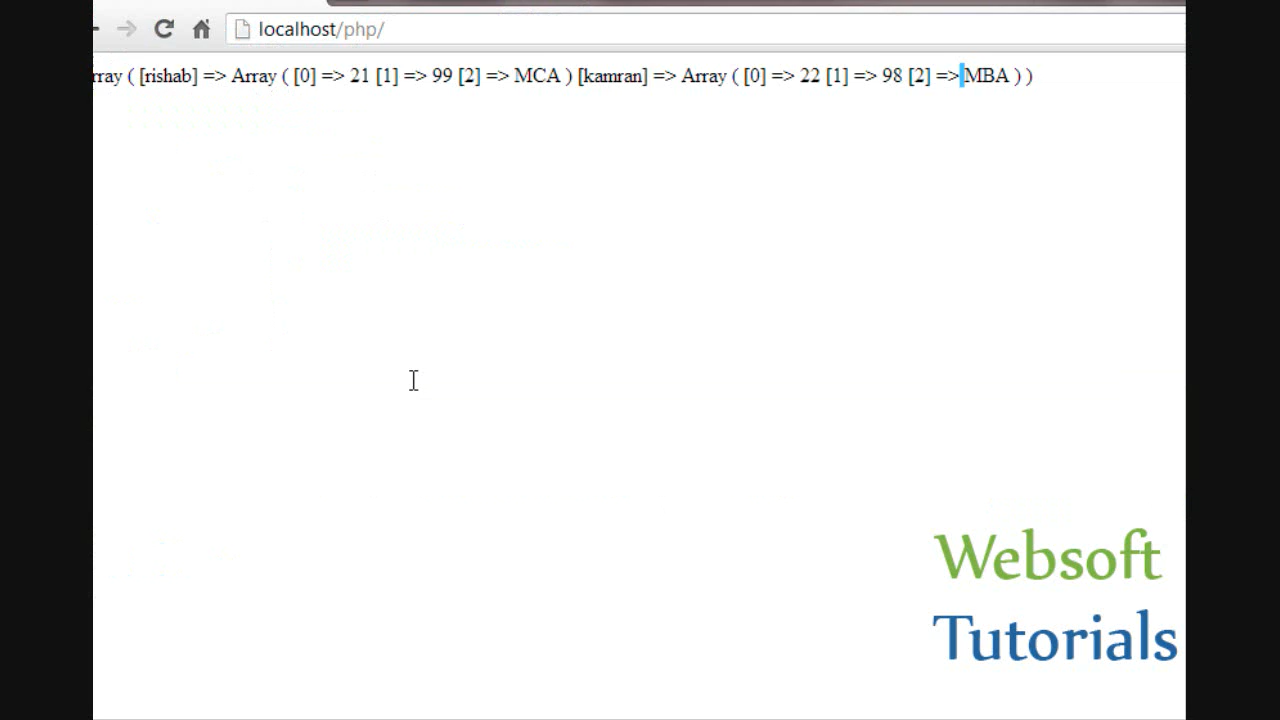 localhost/php/
rray ( [rishab] => Array ( [0] => 21 [1] => 99 [2] => MCA ) [kamran] => Array ( [0] => 22 [1] => 98 [2] => MBA ) )
Websoft
Tutorials